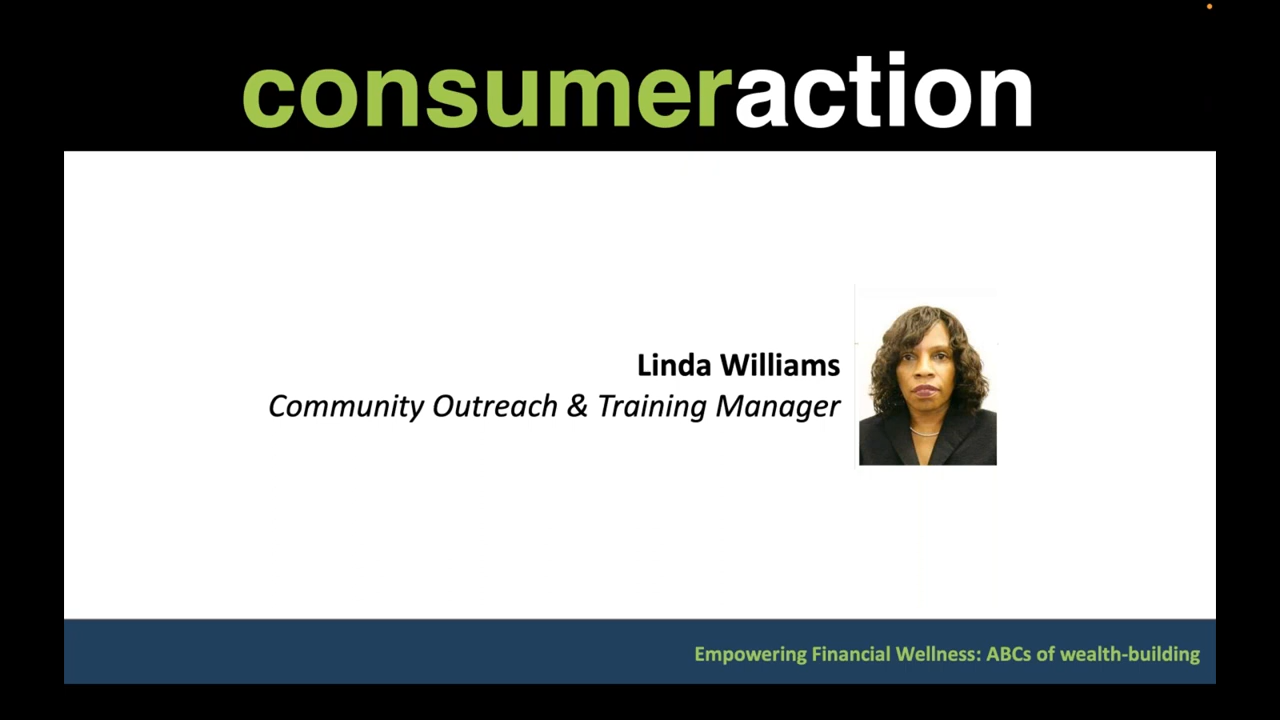 consumeraction
Linda Williams
Community Outreach & Training Manager
Empowering Financial Wellness: ABCs of wealth-building